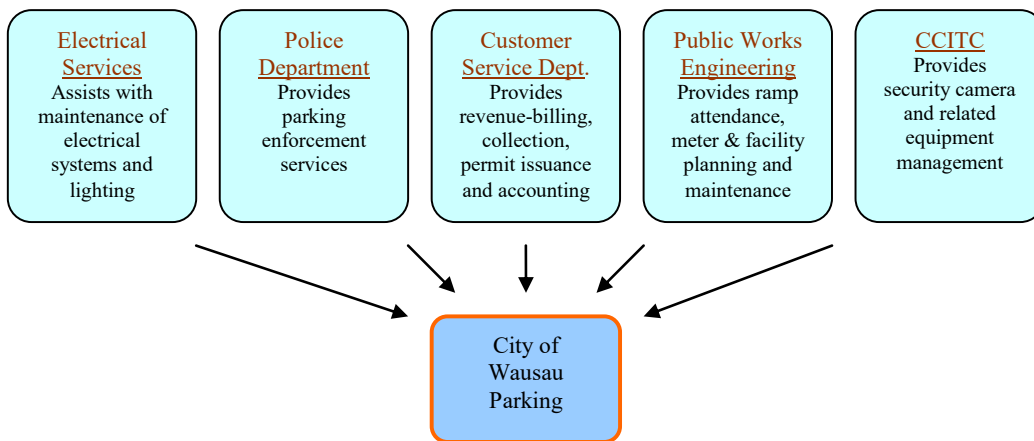 Electrical
Services
Assists with
maintenance of
electrical
systems and
lighting
Police
Department
Provides
parking
enforcement
services
Customer
Service Dept.
Provides
revenue-billing,
collection,
permit issuance
and accounting
Public Works
Engineering
Provides ramp
attendance,
meter & facility
planning and
maintenance
CCITC
Provides
security camera
and related
equipment
management
City of
Wausau
Parking